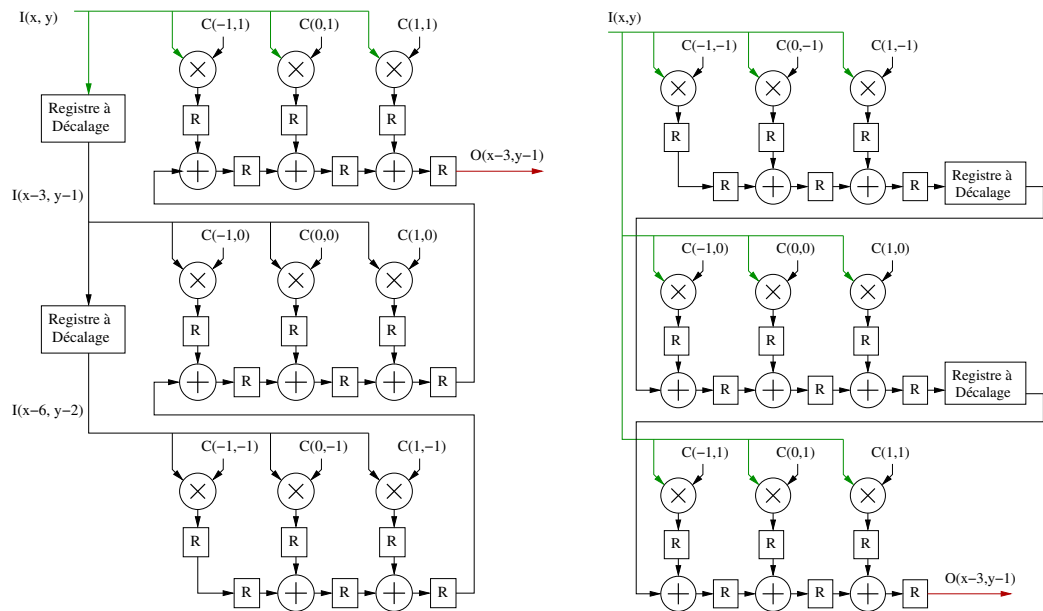 I(x, y)
C(−1,1)
C(0,1)
C(1,1)
Registre à
Décalage
R
R
R
R
R
R
O(x−3,y−1)
I(x−3, y−1)
C(−1,0)
C(0,0)
C(1,0)
Registre à
Décalage
R
R
R
R
R
R
I(x−6, y−2)
C(−1,−1)
C(0,−1)
C(1,−1)
R
R
R
R
R
R
I(x,y)
C(−1,−1)
C(0,−1)
C(1,−1)
R
R
R
R
R
R
Registre à
Décalage
C(−1,0)
C(0,0)
C(1,0)
R
R
R
R
R
R
Registre à
Décalage
C(−1,1)
C(0,1)
C(1,1)
R
R
R
R
R
R
O(x−3,y−1)